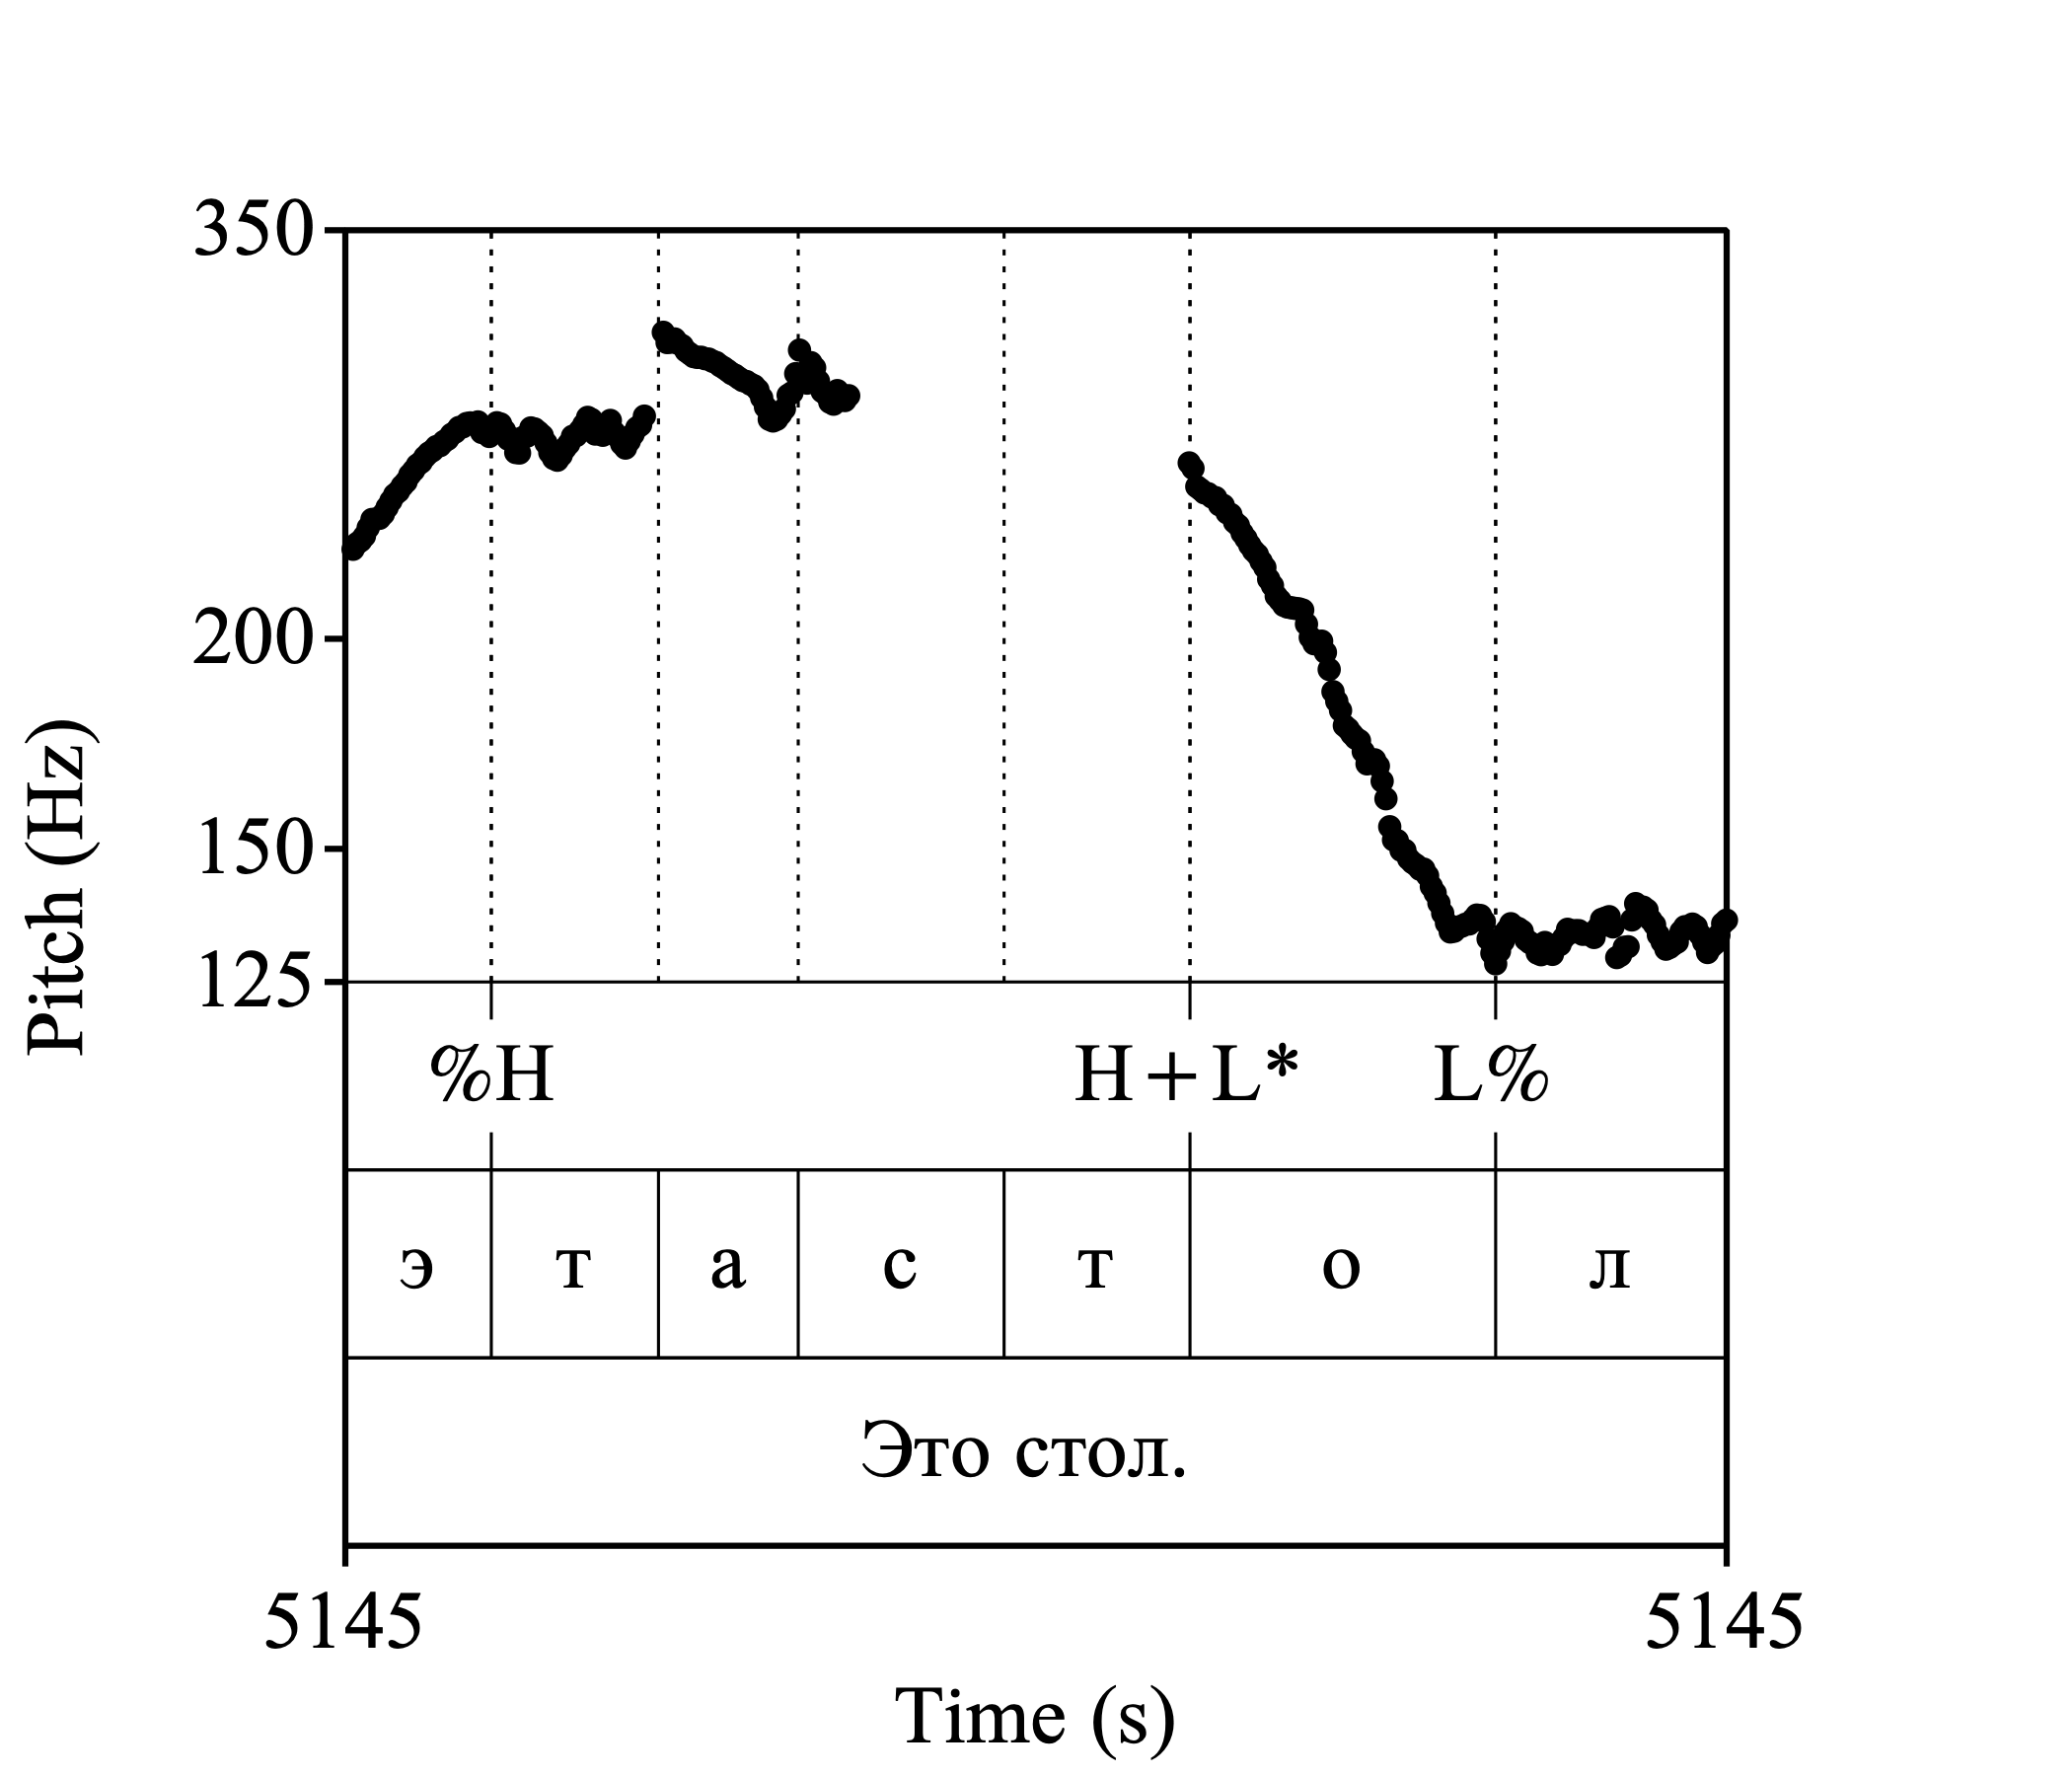 350
200
150
125
Pitch (Hz)
%H H+L* L%
э т а с т о л
Это стол.
5145 5145
Time (s)